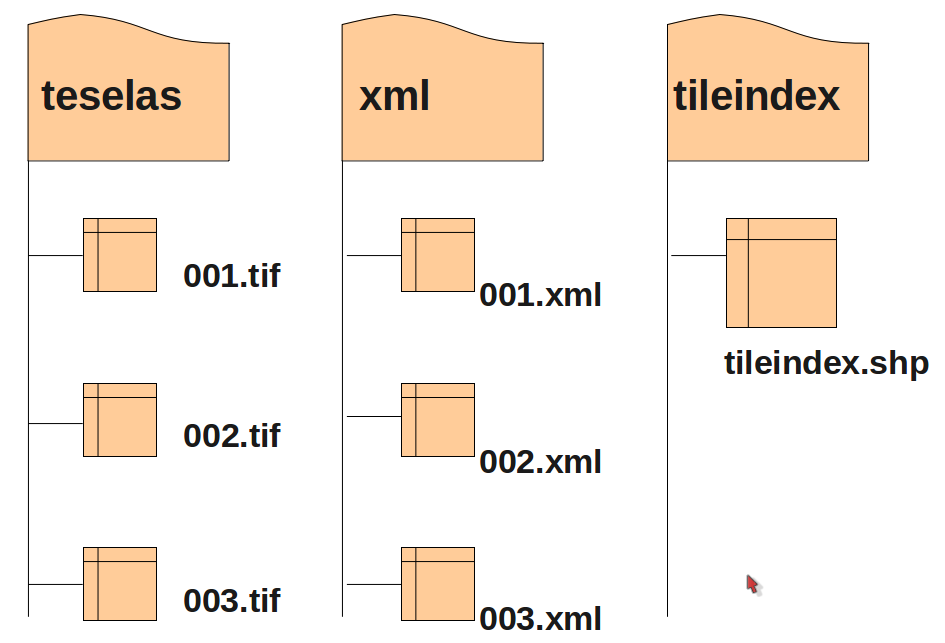 teselas
001.tif
002.tif
003.tif
xml
001.xml
002.xml
003.xml
tileindex
tileindex.shp